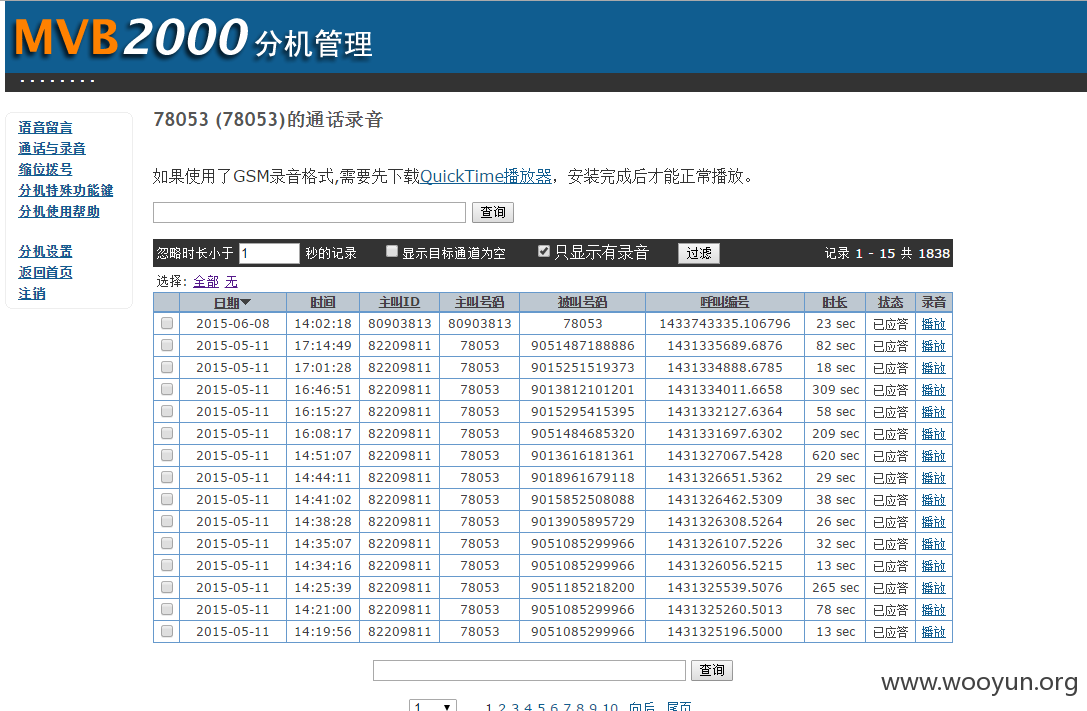 MVB2000 分机管理
语音留言
通话与录音
缩位拨号
分机特殊功能键
分机使用帮助
分机设置
返回首页
注销
78053 (78053)的通话录音
如果使用了GSM录音格式,需要先下载QuickTime播放器，安装完成后才能正常播放。
查询
忽略时长小于 1 秒的记录 显示目标通道为空 只显示有录音 过滤 记录 1 - 15 共 1838
选择: 全部 无
日期 时间 主叫ID 主叫号码 被叫号码 呼叫编号 时长 状态 录音
2015-06-08 14:02:18 80903813 80903813 78053 1433743335.106796 23 sec 已应答 播放
2015-05-11 17:14:49 82209811 78053 9051487188886 1431335689.6876 82 sec 已应答 播放
2015-05-11 17:01:28 82209811 78053 9015251519373 1431334888.6785 18 sec 已应答 播放
2015-05-11 16:46:51 82209811 78053 9013812101201 1431334011.6658 309 sec 已应答 播放
2015-05-11 16:15:27 82209811 78053 9015295415395 1431332127.6364 58 sec 已应答 播放
2015-05-11 16:08:17 82209811 78053 9051484685320 1431331697.6302 209 sec 已应答 播放
2015-05-11 14:51:07 82209811 78053 9013616181361 1431327067.5428 620 sec 已应答 播放
2015-05-11 14:44:11 82209811 78053 9018961679118 1431326651.5362 29 sec 已应答 播放
2015-05-11 14:41:02 82209811 78053 9015852508088 1431326462.5309 38 sec 已应答 播放
2015-05-11 14:38:28 82209811 78053 9013905895729 1431326308.5264 26 sec 已应答 播放
2015-05-11 14:35:07 82209811 78053 9051085299966 1431326107.5226 32 sec 已应答 播放
2015-05-11 14:34:16 82209811 78053 9051085299966 1431326056.5215 13 sec 已应答 播放
2015-05-11 14:25:39 82209811 78053 9051185218200 1431325539.5076 265 sec 已应答 播放
2015-05-11 14:21:00 82209811 78053 9051085299966 1431325260.5013 78 sec 已应答 播放
2015-05-11 14:19:56 82209811 78053 9051085299966 1431325196.5000 13 sec 已应答 播放
查询
www.wooyun.org
1 1 2 3 4 5 6 7 8 9 10 向后 尾页